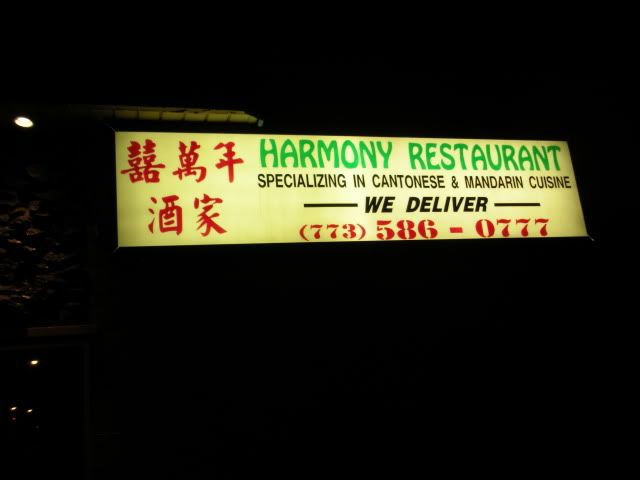 囍萬年
酒家
HARMONY RESTAURANT
SPECIALIZING IN CANTONESE & MANDARIN CUISINE
WE DELIVER
(773) 586 - 0777